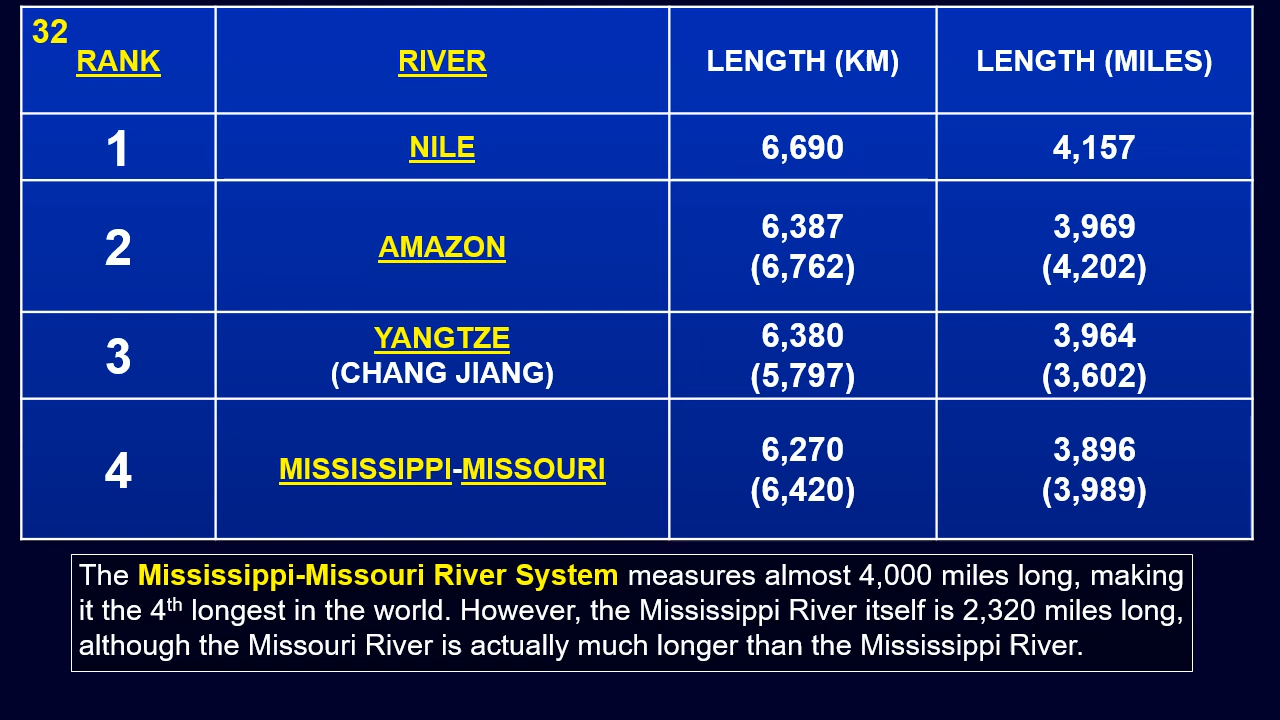 32
RANK RIVER LENGTH (KM) LENGTH (MILES)
1 NILE 6,690 4,157
2 AMAZON 6,387 3,969
(6,762) (4,202)
3 YANGTZE 6,380 3,964
(CHANG JIANG) (5,797) (3,602)
4 MISSISSIPPI-MISSOURI 6,270 3,896
(6,420) (3,989)
The Mississippi-Missouri River System measures almost 4,000 miles long, making
it the 4th longest in the world. However, the Mississippi River itself is 2,320 miles long,
although the Missouri River is actually much longer than the Mississippi River.